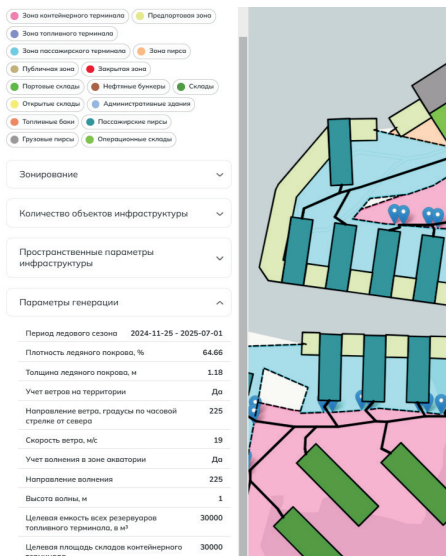 Зона контейнерного терминала Предпортовая зона
Зона топливного терминала
Зона пассажирского терминала Зона пирса
Публичная зона Закрытая зона
Портовые склады Нефтяные бункеры Склады
Открытые склады Административные здания
Топливные баки Пассажирские пирсы
Грузовые пирсы Операционные склады
Зонирование
Количество объектов инфраструктуры
Пространственные параметры
инфраструктуры
Параметры генерации
Период ледового сезона 2024-11-25 - 2025-07-01
Плотность ледяного покрова, % 64.66
Толщина ледяного покрова, м 1.18
Учет ветров на территории Да
Направление ветра, градусы по часовой 225
стрелке от севера
Скорость ветра, м/с 19
Учет волнения в зоне акватории Да
Направление волнения 225
Высота волны, м 1
Целевая емкость всех резервуаров 30000
топливного терминала, в м³
Целевая площадь складов контейнерного 30000
терминала